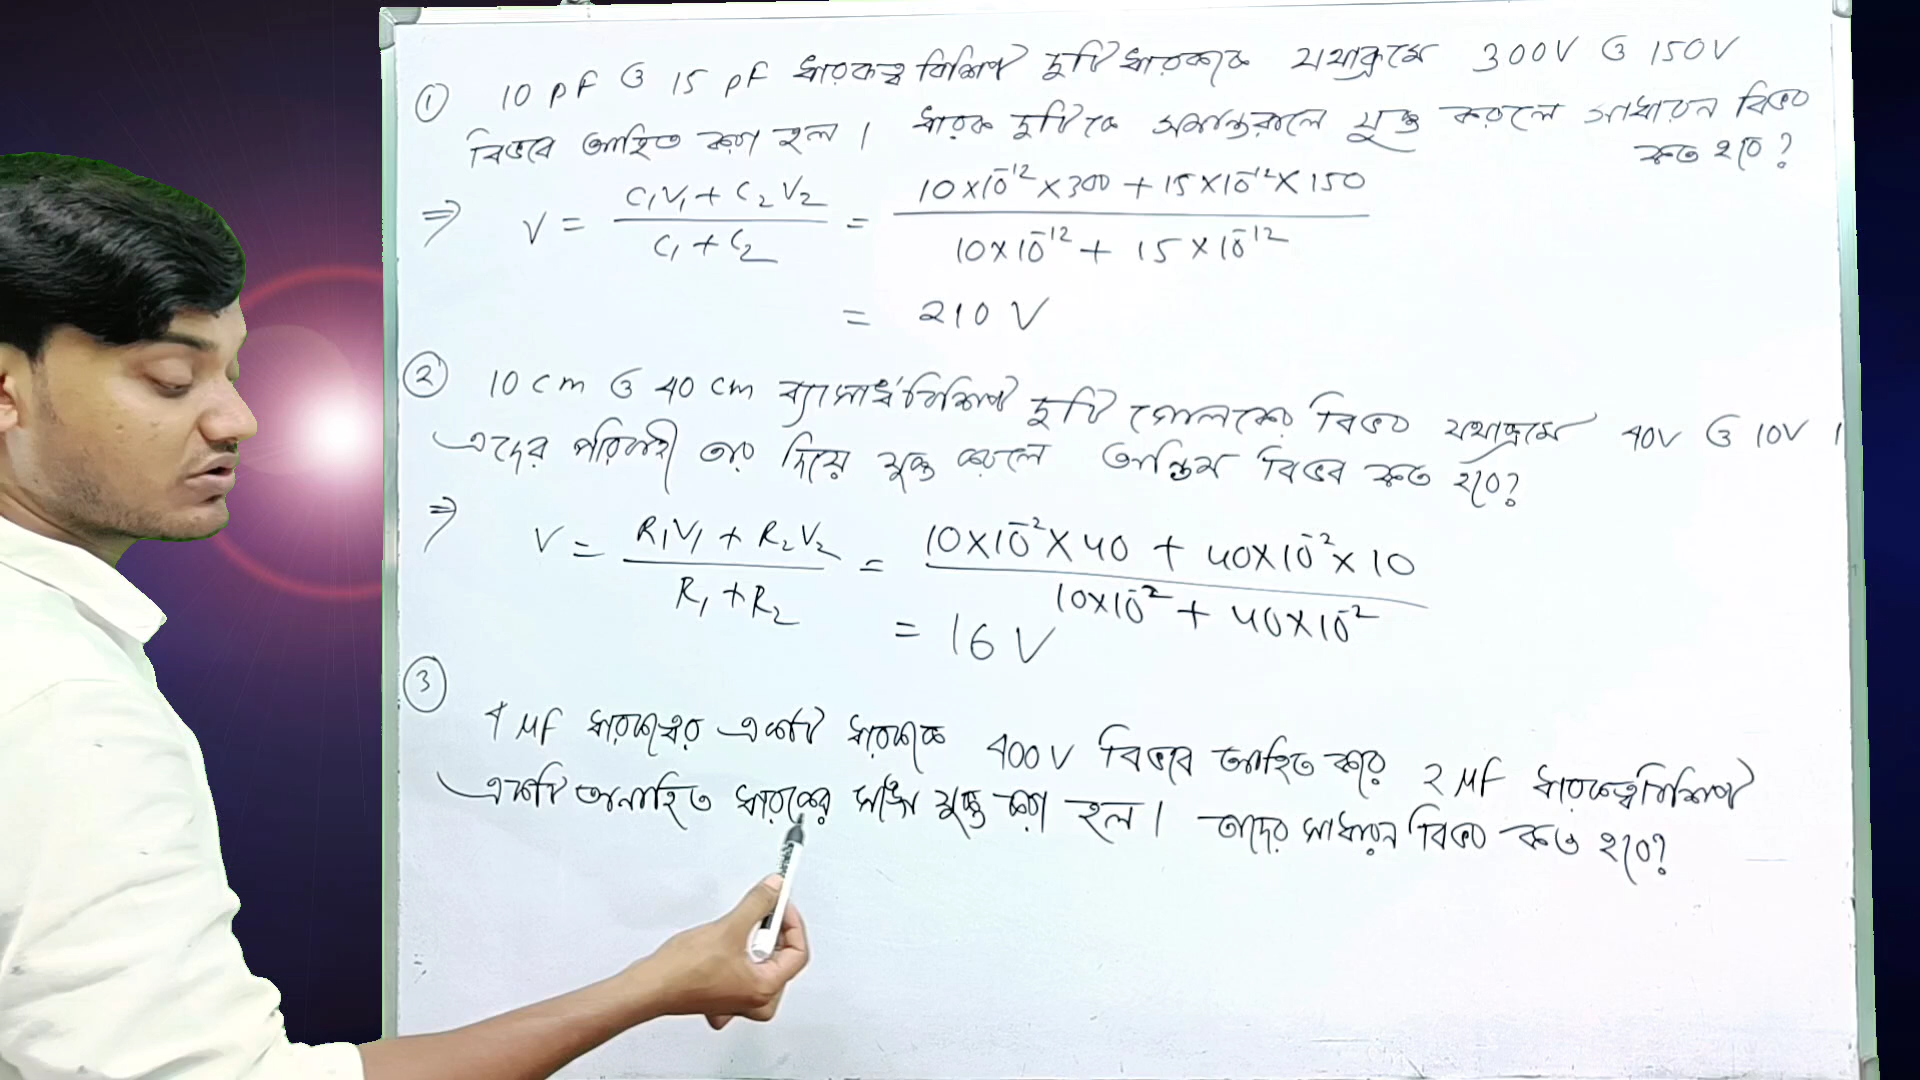 ① 10 pF ও 15 pF ধারকত্ব বিশিষ্ট দুটি ধারককে যথাক্রমে 300V ও 150V
বিভবে আহিত করা হল। ধারক দুটিকে সমান্তরালে যুক্ত করলে সাধারন বিভব
কত হবে?
⇒ V = (C₁V₁ + C₂V₂) / (C₁ + C₂) = (10×10⁻¹² × 300 + 15×10⁻¹² × 150) / (10×10⁻¹² + 15×10⁻¹²)
= 210 V
② 10 cm ও 40 cm ব্যাসার্ধবিশিষ্ট দুটি গোলকের বিভব যথাক্রমে 40V ও 10V।
এদের পরিবাহী তার দিয়ে যুক্ত করলে অন্তিম বিভব কত হবে?
⇒ V = (R₁V₁ + R₂V₂) / (R₁ + R₂) = (10×10⁻² × 40 + 40×10⁻² × 10) / (10×10⁻² + 40×10⁻²)
= 16 V
③
4 μF ধারকত্বের একটি ধারককে 400V বিভবে আহিত করে 2 μF ধারকত্ববিশিষ্ট
একটি অনাহিত ধারকের সঙ্গে যুক্ত করা হল। তাদের সাধারন বিভব কত হবে?